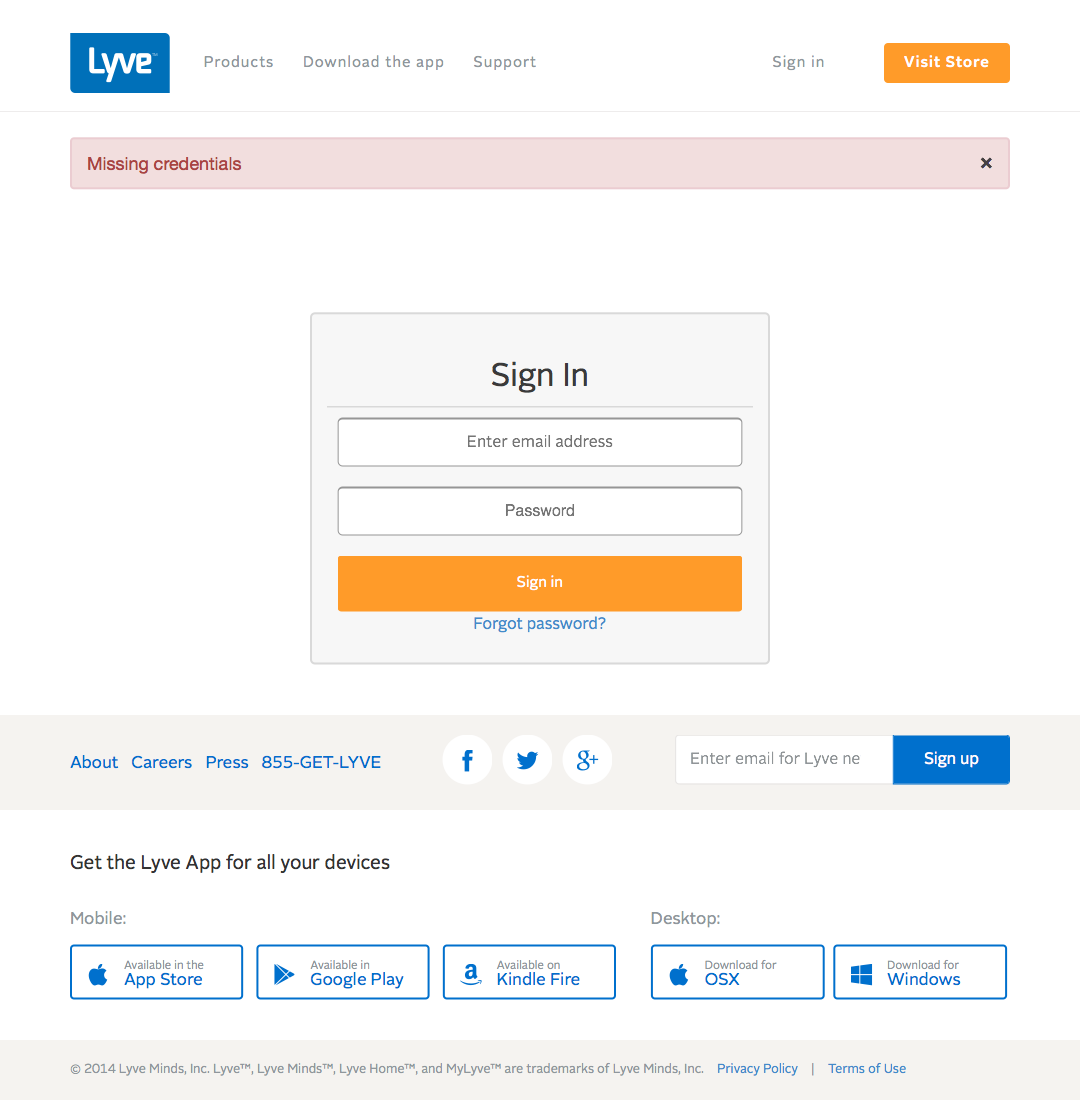 Lyve™ Products Download the app Support Sign in Visit Store
Missing credentials ×
Sign In
Enter email address
Password
Sign in
Forgot password?
About Careers Press 855-GET-LYVE f g+ Enter email for Lyve ne Sign up
Get the Lyve App for all your devices
Mobile: Desktop:
Available in the Available in Available on Download for Download for
App Store Google Play a Kindle Fire OSX Windows
© 2014 Lyve Minds, Inc. Lyve™, Lyve Minds™, Lyve Home™, and MyLyve™ are trademarks of Lyve Minds, Inc. Privacy Policy | Terms of Use